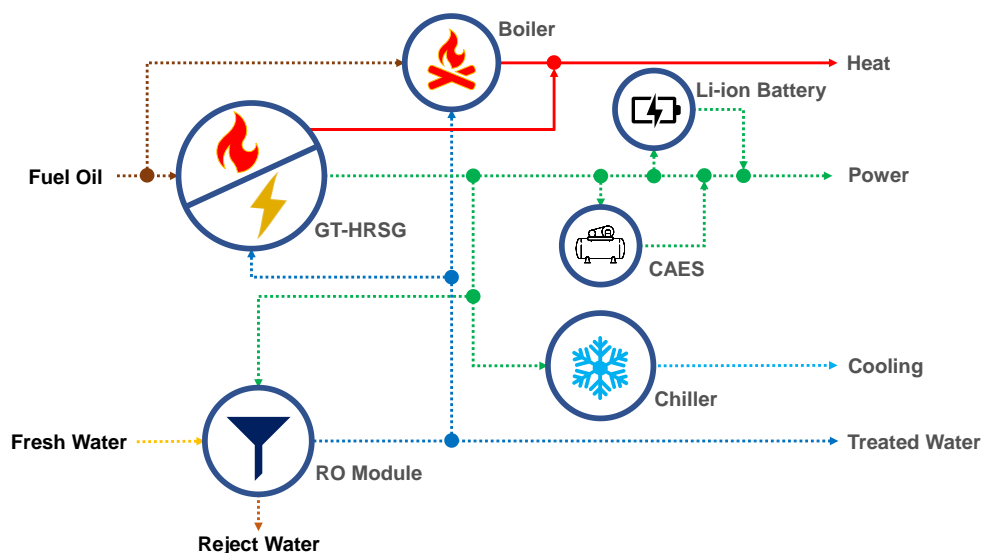 Boiler
Heat
Li-ion Battery
Fuel Oil
Power
GT-HRSG
CAES
Cooling
Chiller
Fresh Water
Treated Water
RO Module
Reject Water